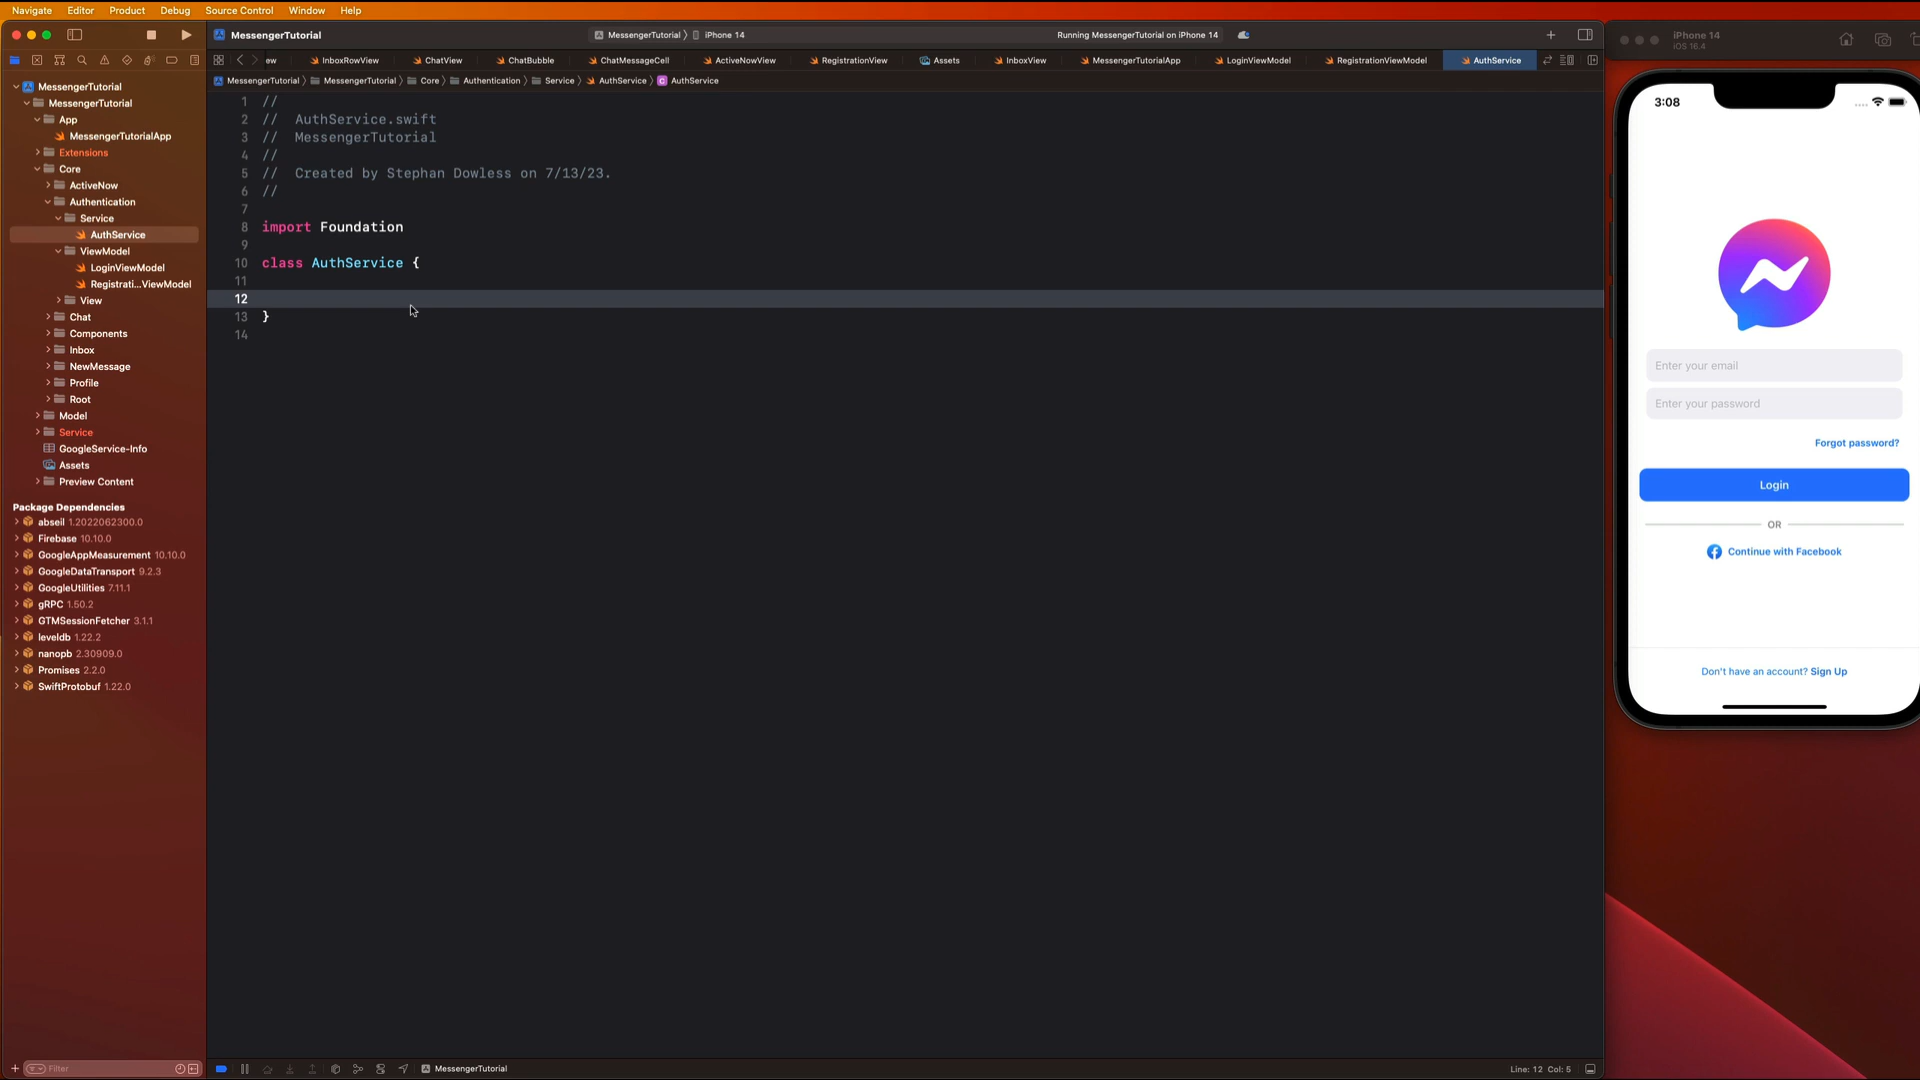 Navigate Editor Product Debug Source Control Window Help
MessengerTutorial
MessengerTutorial iPhone 14
Running MessengerTutorial on iPhone 14
ew InboxRowView ChatView ChatBubble ChatMessageCell ActiveNowView RegistrationView Assets InboxView MessengerTutorialApp LoginViewModel RegistrationViewModel AuthService
MessengerTutorial MessengerTutorial Core Authentication Service AuthService C AuthService
MessengerTutorial
MessengerTutorial
App
MessengerTutorialApp
Extensions
Core
ActiveNow
Authentication
Service
AuthService
ViewModel
LoginViewModel
Registrati...ViewModel
View
Chat
Components
Inbox
NewMessage
Profile
Root
Model
Service
GoogleService-Info
Assets
Preview Content
Package Dependencies
abseil 1.2022062300.0
Firebase 10.10.0
GoogleAppMeasurement 10.10.0
GoogleDataTransport 9.2.3
GoogleUtilities 7.11.1
gRPC 1.50.2
GTMSessionFetcher 3.1.1
leveldb 1.22.2
nanopb 2.30909.0
Promises 2.2.0
SwiftProtobuf 1.22.0
Filter
1 //
2 // AuthService.swift
3 // MessengerTutorial
4 //
5 // Created by Stephan Dowless on 7/13/23.
6 //
7
8 import Foundation
9
10 class AuthService {
11
12
13 }
14
MessengerTutorial
Line: 12 Col: 5
iPhone 14
iOS 16.4
3:08
Enter your email
Enter your password
Forgot password?
Login
OR
Continue with Facebook
Don't have an account? Sign Up